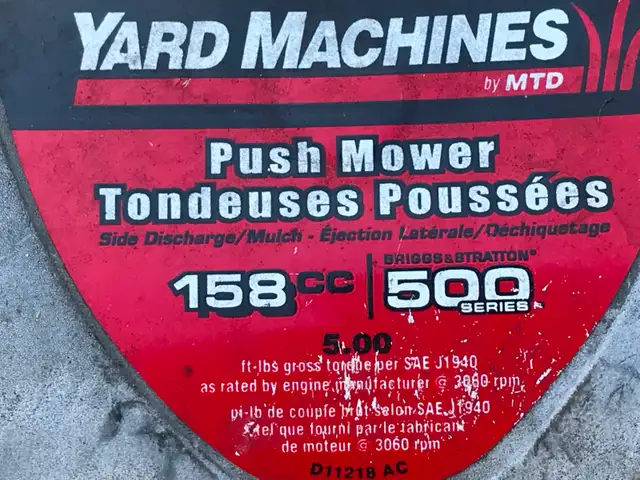 YARD MACHINES
by MTD
Push Mower
Tondeuses Poussées
Side Discharge/Mulch - Éjection Latérale/Déchiquetage
158cc
BRIGGS&STRATTON®
500
SERIES
5.00
ft-lbs gross torque per SAE J1940
as rated by engine manufacturer @ 3060 rpm
pi-lb de couple brut selon SAE J1940
tel que fourni par le fabricant
de moteur @ 3060 rpm
D11218 AC